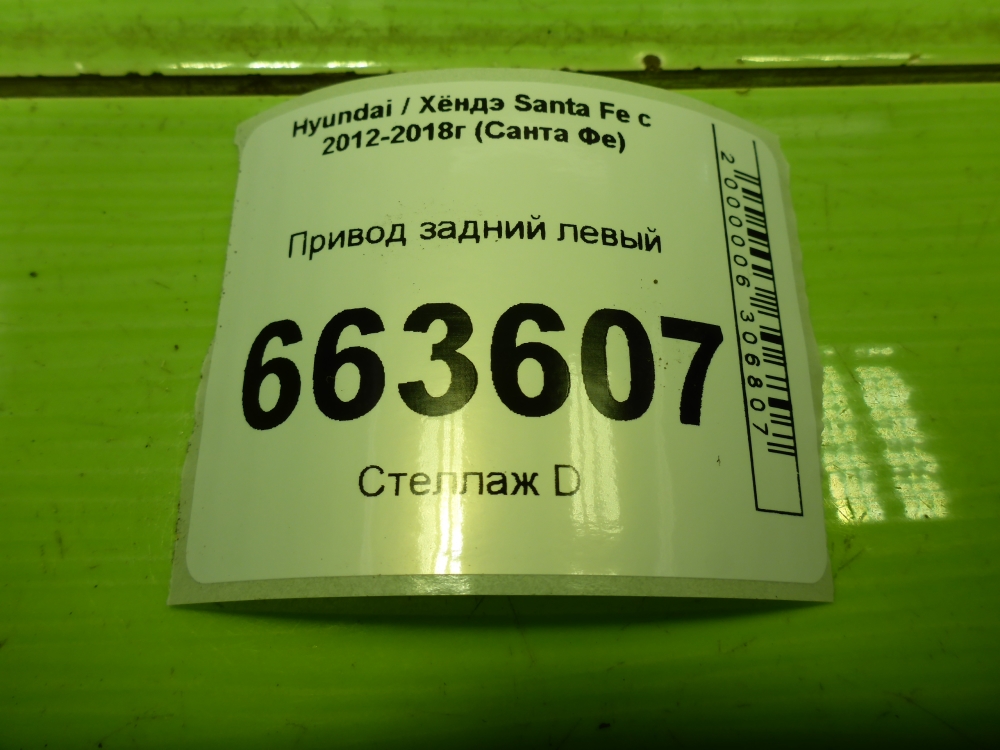 Hyundai / Хёндэ Santa Fe с
2012-2018г (Санта Фе)
Привод задний левый
663607
Стеллаж D
2000006306807